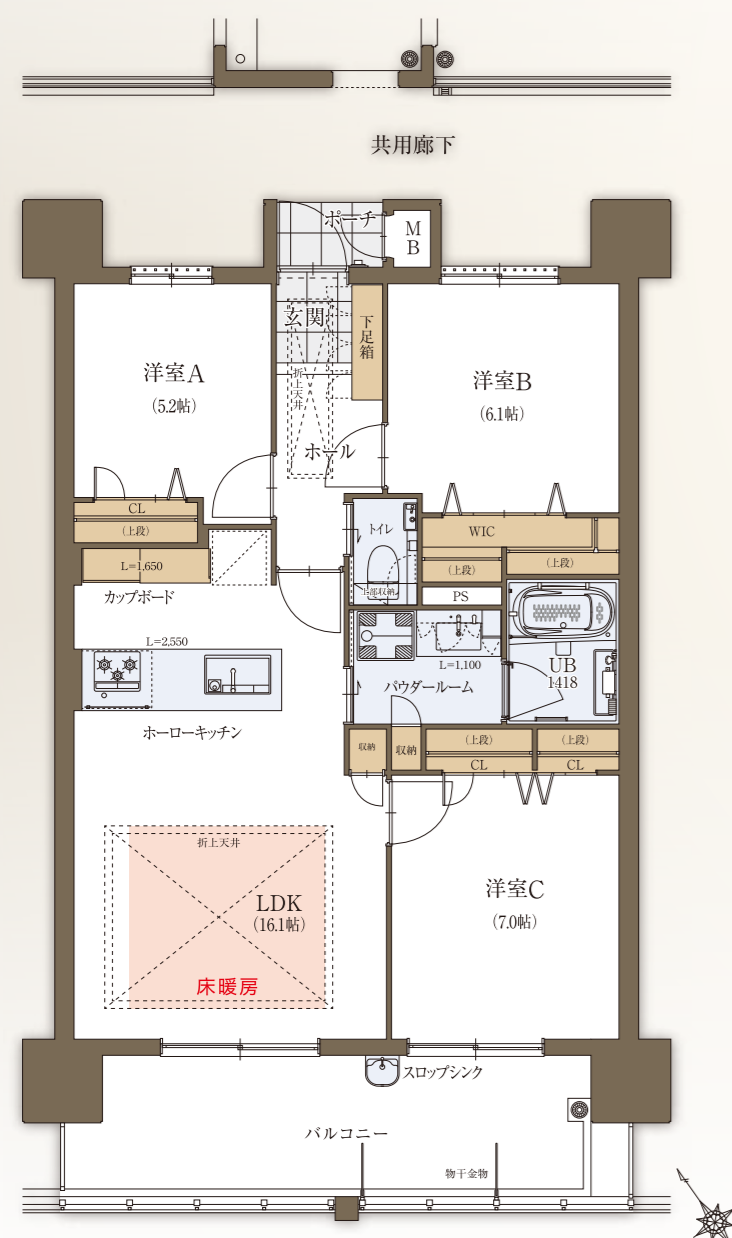 共用廊下
ポーチ
M
B
玄関
下足箱
折上天井
洋室A
(5.2帖)
洋室B
(6.1帖)
ホール
CL
(上段)
トイレ
上部収納
WIC
(上段)
(上段)
L=1,650
カップボード
PS
L=2,550
L=1,100
UB
1418
パウダールーム
ホーローキッチン
収納
収納
(上段)
(上段)
CL
CL
折上天井
LDK
(16.1帖)
床暖房
洋室C
(7.0帖)
スロップシンク
バルコニー
物干金物